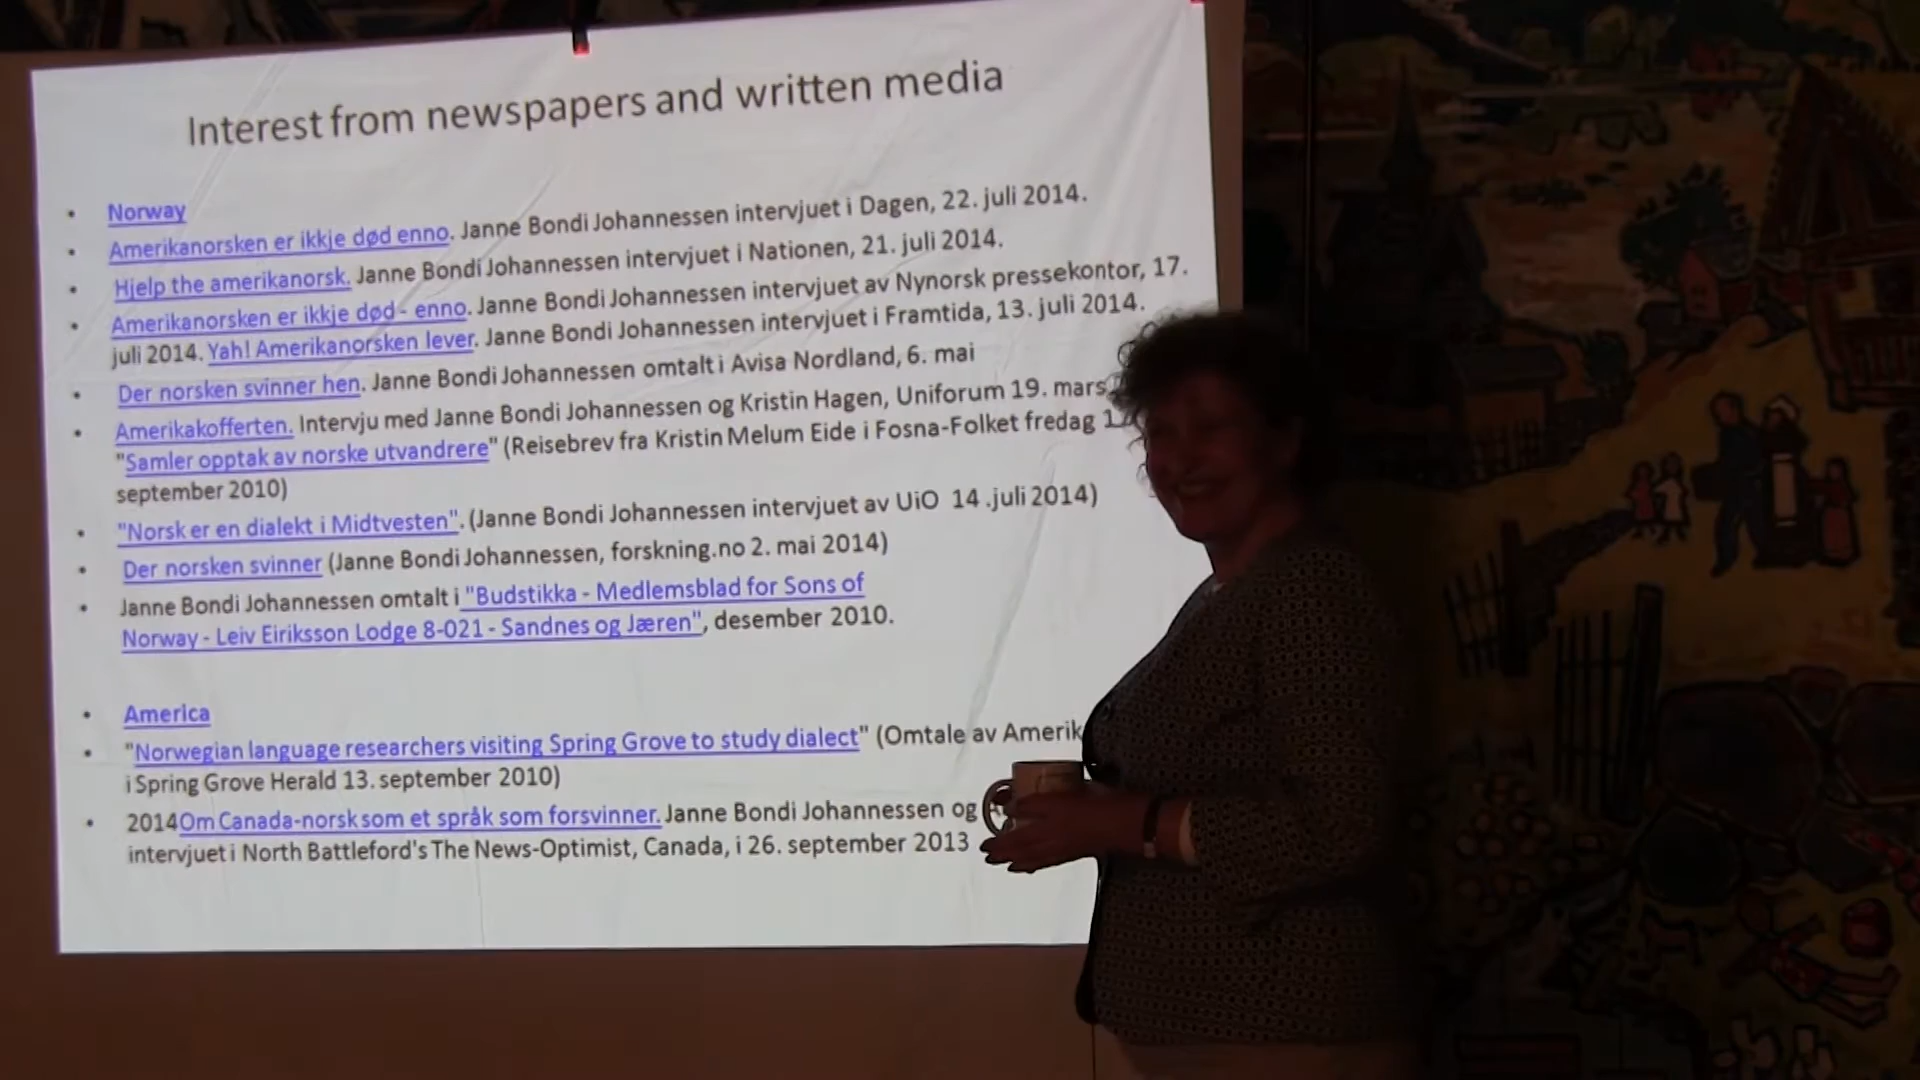 Interest from newspapers and written media
• Norway
• Amerikanorsken er ikkje død enno. Janne Bondi Johannessen intervjuet i Dagen, 22. juli 2014.
• Hjelp the amerikanorsk. Janne Bondi Johannessen intervjuet i Nationen, 21. juli 2014.
• Amerikanorsken er ikkje død - enno. Janne Bondi Johannessen intervjuet av Nynorsk pressekontor, 17.
juli 2014. Yah! Amerikanorsken lever. Janne Bondi Johannessen intervjuet i Framtida, 13. juli 2014.
• Der norsken svinner hen. Janne Bondi Johannessen omtalt i Avisa Nordland, 6. mai
• Amerikakofferten. Intervju med Janne Bondi Johannessen og Kristin Hagen, Uniforum 19. mars,
"Samler opptak av norske utvandrere" (Reisebrev fra Kristin Melum Eide i Fosna-Folket fredag
september 2010)
• "Norsk er en dialekt i Midtvesten". (Janne Bondi Johannessen intervjuet av UiO 14 .juli 2014)
• Der norsken svinner (Janne Bondi Johannessen, forskning.no 2. mai 2014)
• Janne Bondi Johannessen omtalt i "Budstikka - Medlemsblad for Sons of
Norway - Leiv Eiriksson Lodge 8-021 - Sandnes og Jæren", desember 2010.
• America
• "Norwegian language researchers visiting Spring Grove to study dialect" (Omtale av Amerik
i Spring Grove Herald 13. september 2010)
• 2014Om Canada-norsk som et språk som forsvinner. Janne Bondi Johannessen og
intervjuet i North Battleford's The News-Optimist, Canada, i 26. september 2013